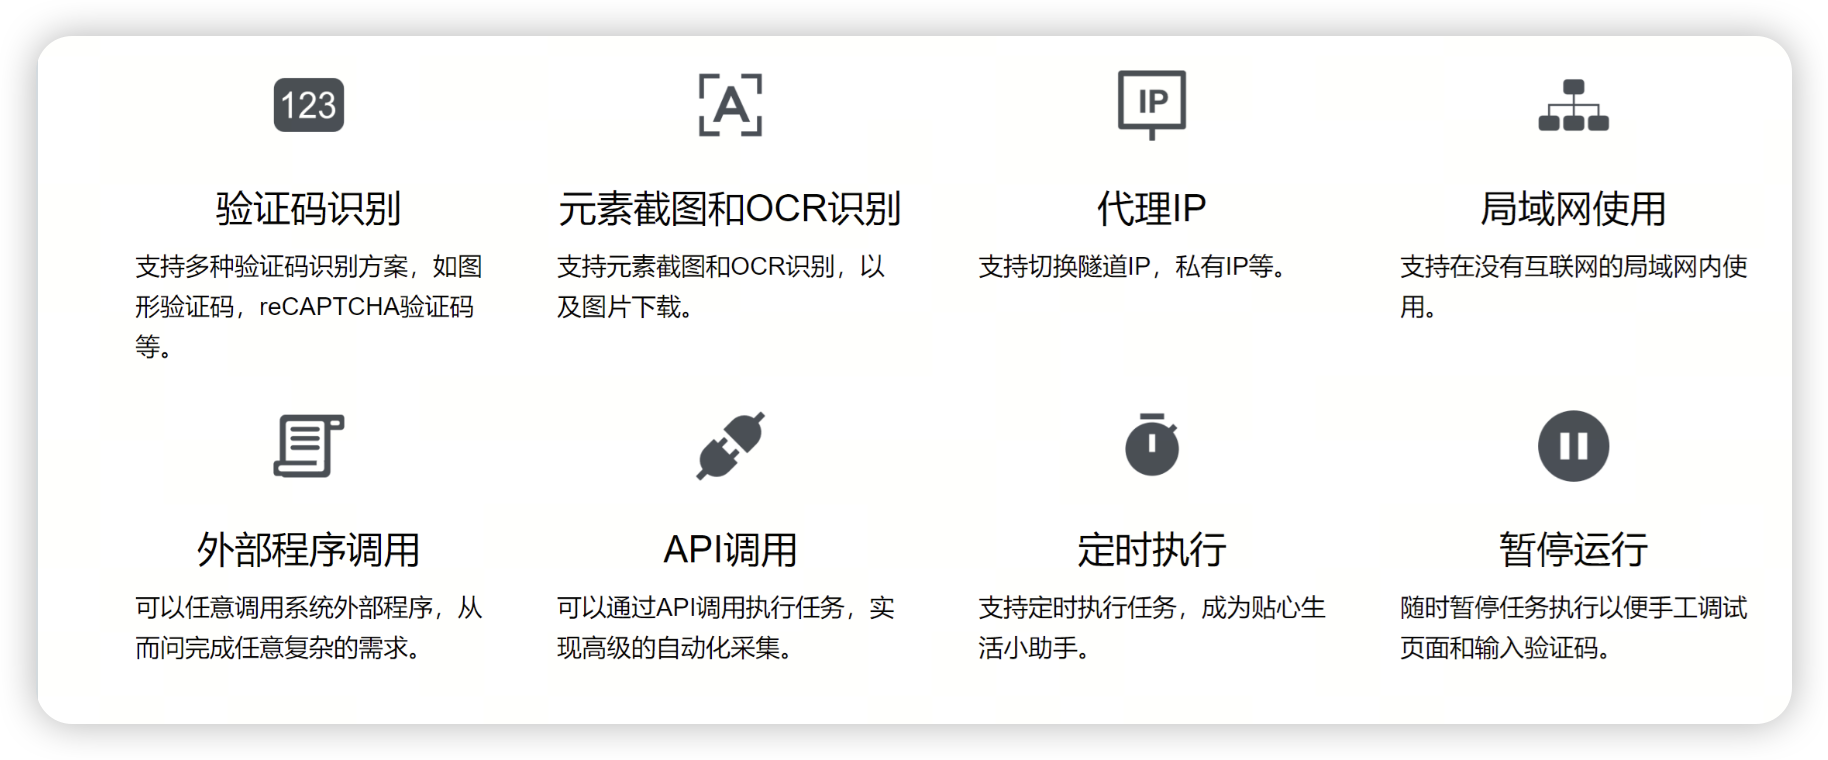 123
验证码识别
支持多种验证码识别方案，如图
形验证码，reCAPTCHA验证码
等。
A
元素截图和OCR识别
支持元素截图和OCR识别，以
及图片下载。
IP
代理IP
支持切换隧道IP，私有IP等。
局域网使用
支持在没有互联网的局域网内使
用。
外部程序调用
可以任意调用系统外部程序，从
而问完成任意复杂的需求。
API调用
可以通过API调用执行任务，实
现高级的自动化采集。
定时执行
支持定时执行任务，成为贴心生
活小助手。
暂停运行
随时暂停任务执行以便手工调试
页面和输入验证码。